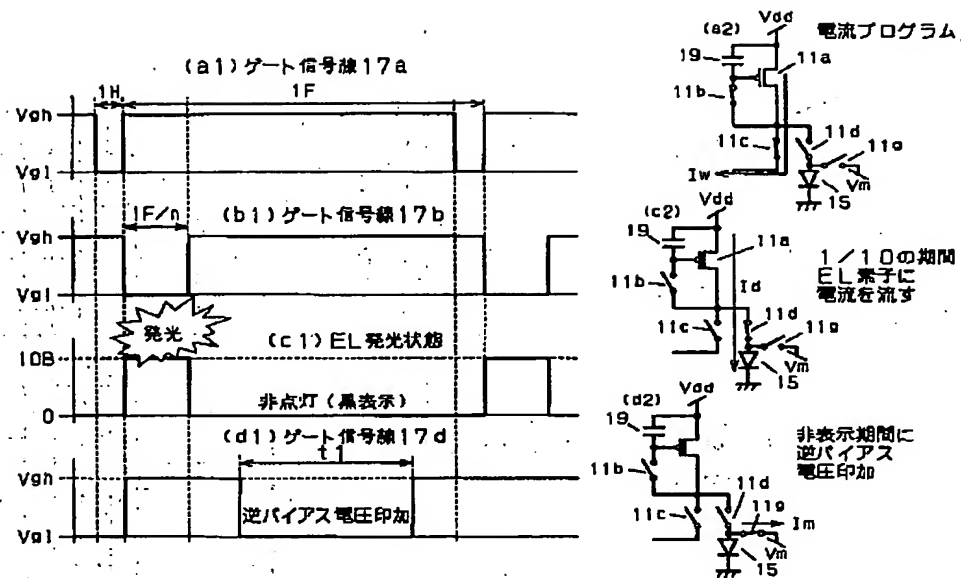 (a1)ゲート信号線17a
1H
1F
Vgh
Vgl
1F/n
(b1)ゲート信号線17b
Vgh
Vgl
発光
(c1)EL発光状態
10B
0
非点灯(黒表示)
(d1)ゲート信号線17d
t1
Vgh
Vgl
逆バイアス電圧印加
(a2)
Vdd
電流プログラム
19
11a
11b
11c
11d
11g
Iw
Vm
15
(c2)
Vdd
19
11a
11b
Id
11c
11d
11g
Vm
15
1/10の期間
EL素子に
電流を流す
(d2)
Vdd
19
11b
11c
11d
11g
Im
Vm
15
非表示期間に
逆バイアス
電圧印加